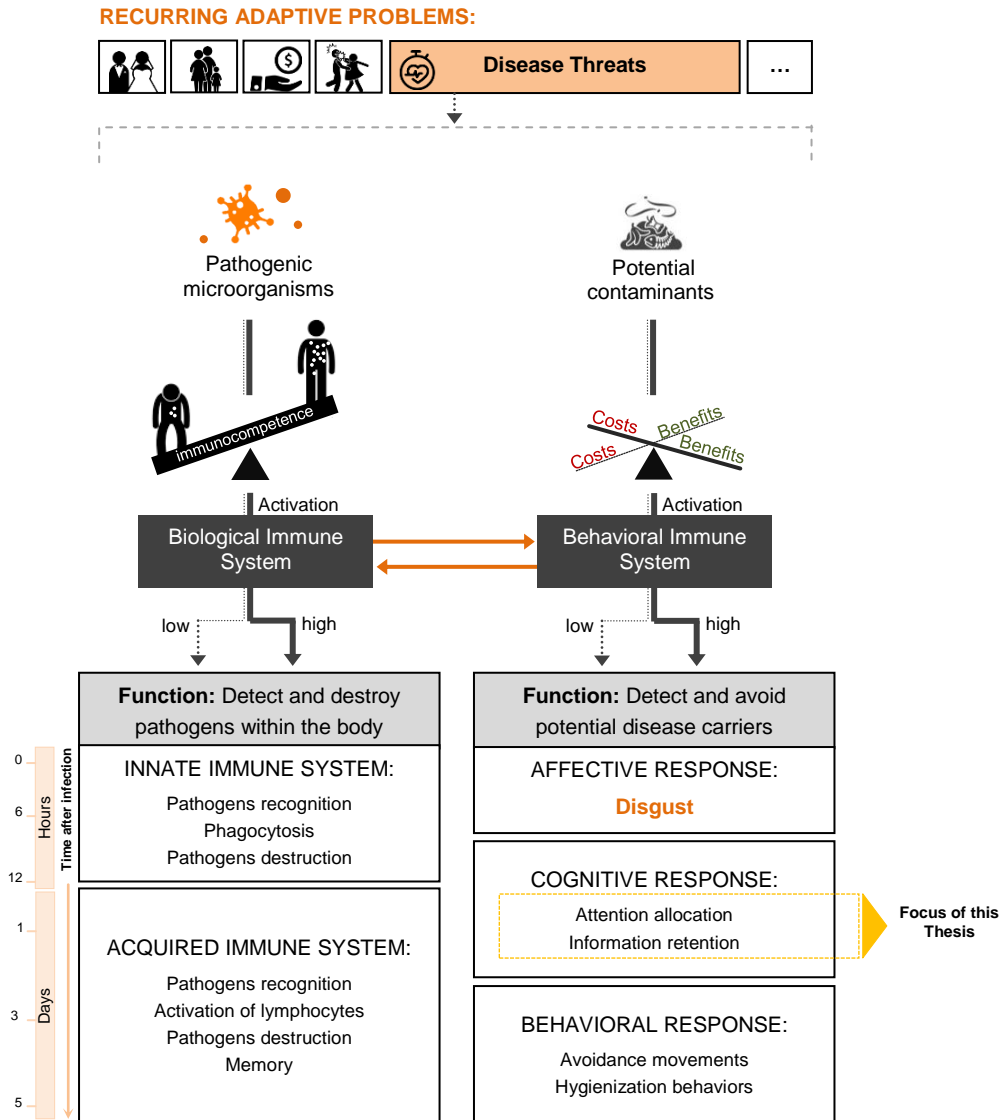 RECURRING ADAPTIVE PROBLEMS:
$
Disease Threats
...
Pathogenic
microorganisms
Potential
contaminants
immunocompetence
Costs
Benefits
Costs
Benefits
Activation
Activation
Biological Immune
System
Behavioral Immune
System
low
high
low
high
Function: Detect and destroy
pathogens within the body
Function: Detect and avoid
potential disease carriers
0
6
12
Hours
1
3
5
Days
Time after infection
INNATE IMMUNE SYSTEM:
Pathogens recognition
Phagocytosis
Pathogens destruction
ACQUIRED IMMUNE SYSTEM:
Pathogens recognition
Activation of lymphocytes
Pathogens destruction
Memory
AFFECTIVE RESPONSE:
Disgust
COGNITIVE RESPONSE:
Attention allocation
Information retention
Focus of this
Thesis
BEHAVIORAL RESPONSE:
Avoidance movements
Hygienization behaviors